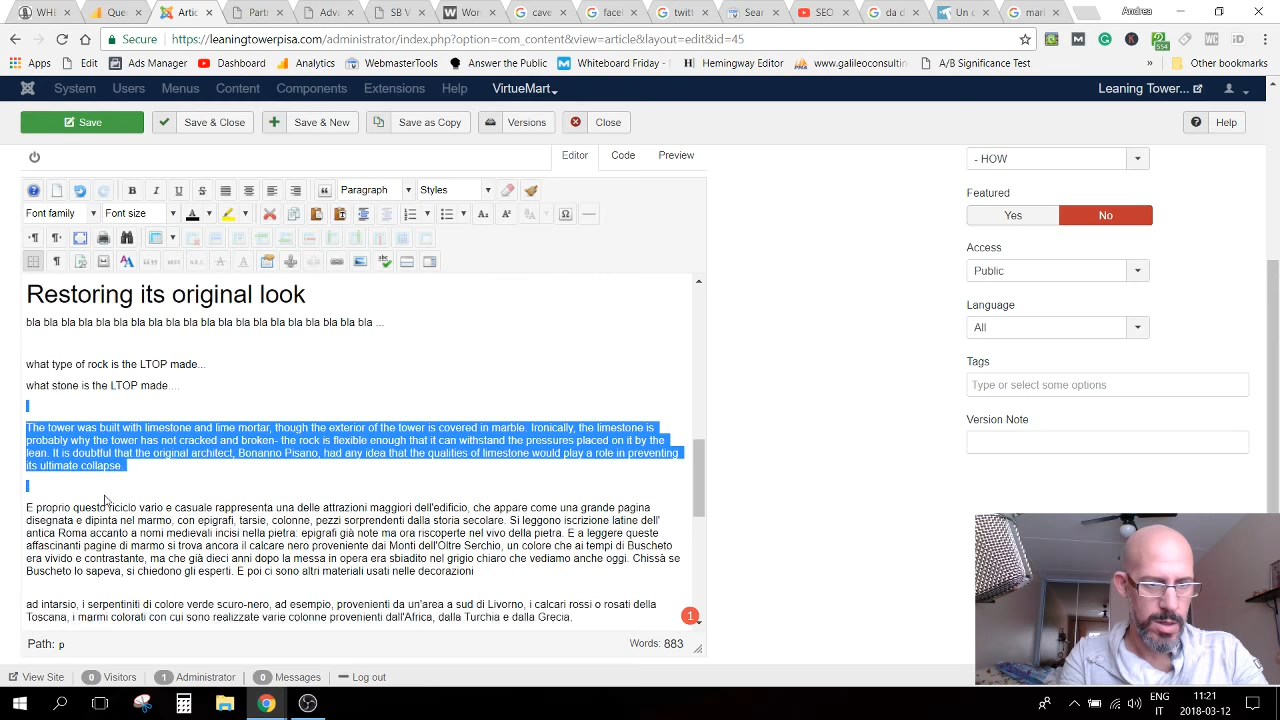 WHE
Que
Artic
Partn
Adva
SB V
Wor
cave
face
twitt
Sear
SEO
da d
Un c
mar
Andrea
Secure
https://leaningtowerpisa.com/administrator/index.php?option=com_content&view=article&layout=edit&id=45
Apps
Edit
Ads Manager
Dashboard
Analytics
WebmasterTools
Answer the Public
Whiteboard Friday -
Hemingway Editor
www.galileoconsultin
A/B Significance Test
»
Other bookmarks
System
Users
Menus
Content
Components
Extensions
Help
VirtueMart
Leaning Tower...
Save
Save & Close
Save & New
Save as Copy
Versions
Close
Help
Editor
Code
Preview
- HOW
Paragraph
Styles
Featured
Yes
No
Font family
Font size
Access
Public
Language
All
Tags
Type or select some options
Version Note
Restoring its original look
bla bla bla bla bla bla bla bla bla bla bla bla bla bla bla bla bla bla bla bla ...
what type of rock is the LTOP made...
what stone is the LTOP made....
The tower was built with limestone and lime mortar, though the exterior of the tower is covered in marble. Ironically, the limestone is
probably why the tower has not cracked and broken- the rock is flexible enough that it can withstand the pressures placed on it by the
lean. It is doubtful that the original architect, Bonanno Pisano, had any idea that the qualities of limestone would play a role in preventing
its ultimate collapse.
E proprio questo riciclo vario e casuale rappresenta una delle attrazioni maggiori dell'edificio, che appare come una grande pagina
disegnata e dipinta nel marmo, con epigrafi, tarsie, colonne, pezzi sorprendenti dalla storia secolare. Si leggono iscrizione latine dell'
antica Roma accanto a nomi medievali incisi nella pietra: epigrafi già note ma ora riscoperte nel vivo della pietra. E a leggere queste
affascinanti pagine di marmo si trova ancora il calcare nero proveniente dai Monti dell'Oltre Serchio, un colore che ai tempi di Buscheto
era vivido e contrastante, ma che già dieci anni dopo la messa in opera era sbiadito nel grigio chiaro che vediamo anche oggi. Chissà se
Buscheto lo sapeva, si chiedono gli esperti. E poi ci sono altri materiali usati nelle decorazioni
ad intarsio, i serpentiniti di colore verde scuro-nero, ad esempio, provenienti da un'area a sud di Livorno, i calcari rossi o rosati della
Toscana, i marmi colorati con cui sono realizzate varie colonne provenienti dall'Africa, dalla Turchia e dalla Grecia.
1
Path: p
Words: 883
View Site
0 Visitors
1 Administrator
0 Messages
Log out
ENG
IT
11:21
2018-03-12